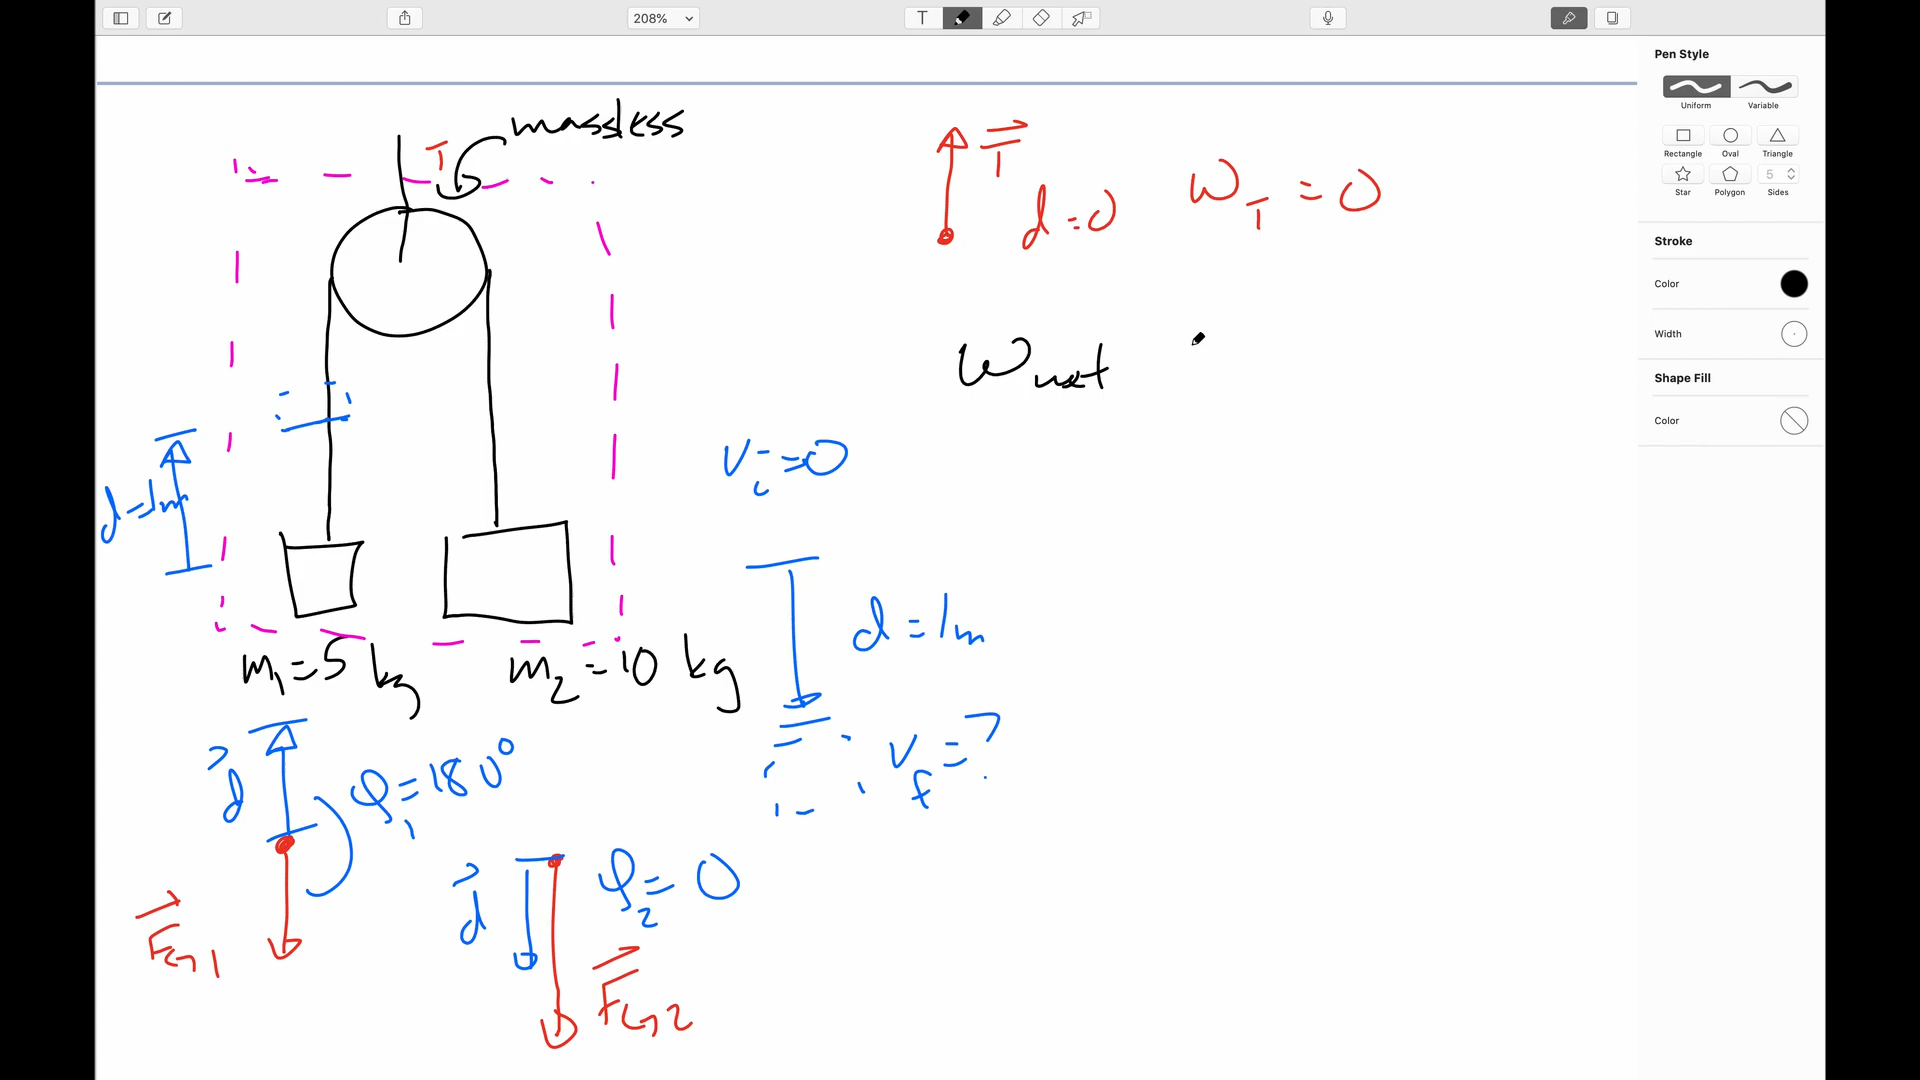 208%
T
Pen Style
Uniform
Variable
Rectangle
Oval
Triangle
5
Star
Polygon
Sides
Stroke
Color
Width
Shape Fill
Color
massless
T
T
d=0
W_T = 0
W_net
d=1m
v_i=0
d=1m
m_1=5 kg
m_2=10 kg
v_f=?
d
φ_1=180°
F_G1
d
φ_2=0
F_G2